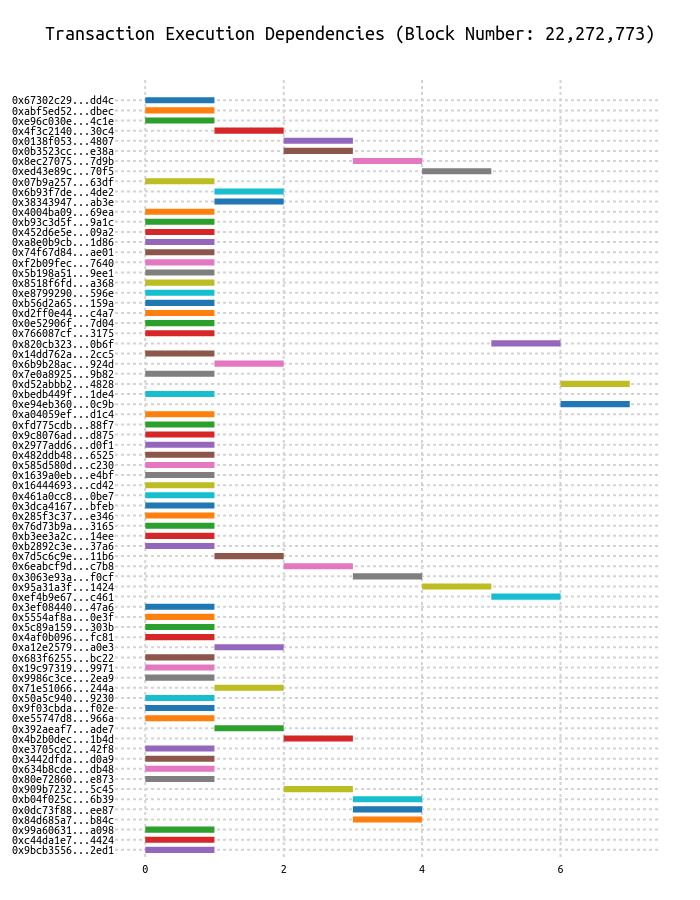 Transaction Execution Dependencies (Block Number: 22,272,773)
0x67302c29...dd4c
0xabf5ed52...dbec
0xe96c030e...4c1e
0x4f3c2140...30c4
0x0138f053...4807
0x0b3523cc...e38a
0x8ec27075...7d9b
0xed43e89c...70f5
0x07b9a257...63df
0x6b93f7de...4de2
0x38343947...ab3e
0x4004ba09...69ea
0xb93c3d5f...9a1c
0x452d6e5e...09a2
0xa8e0b9cb...1d86
0x74f67d84...ae01
0xf2b09fec...7640
0x5b198a51...9ee1
0x8518f6fd...a368
0xe8799290...596e
0xb56d2a65...159a
0xd2ff0e44...c4a7
0x0e52906f...7d04
0x766087cf...3175
0x820cb323...0b6f
0x14dd762a...2cc5
0x6b9b28ac...924d
0x7e0a8925...9b82
0xd52abbb2...4828
0xbedb449f...1de4
0xe94eb360...0c9b
0xa04059ef...d1c4
0xfd775cdb...88f7
0x9c8076ad...d875
0x2977add6...d0f1
0x482ddb48...6525
0x585d580d...c230
0x1639a0eb...e4bf
0x16444693...cd42
0x461a0cc8...0be7
0x3dca4167...bfeb
0x285f3c37...e346
0x76d73b9a...3165
0xb3ee3a2c...14ee
0xb2892c3e...37a6
0x7d5c6c9e...11b6
0x6eabcf9d...c7b8
0x3063e93a...f0cf
0x95a31a3f...1424
0xef4b9e67...c461
0x3ef08440...47a6
0x5554af8a...0e3f
0x5c89a159...303b
0x4af0b096...fc81
0xa12e2579...a0e3
0x683f6255...bc22
0x19c97319...9971
0x9986c3ce...2ea9
0x71e51066...244a
0x50a5c940...9230
0x9f03cbda...f02e
0xe55747d8...966a
0x392aeaf7...ade7
0x4b2b0dec...1b4d
0xe3705cd2...42f8
0x3442dfda...d0a9
0x634b8cde...db48
0x80e72860...e873
0x909b7232...5c45
0xb04f025c...6b39
0x0dc73f88...ee87
0x84d685a7...b84c
0x99a60631...a098
0xc44da1e7...4424
0x9bcb3556...2ed1
0 2 4 6